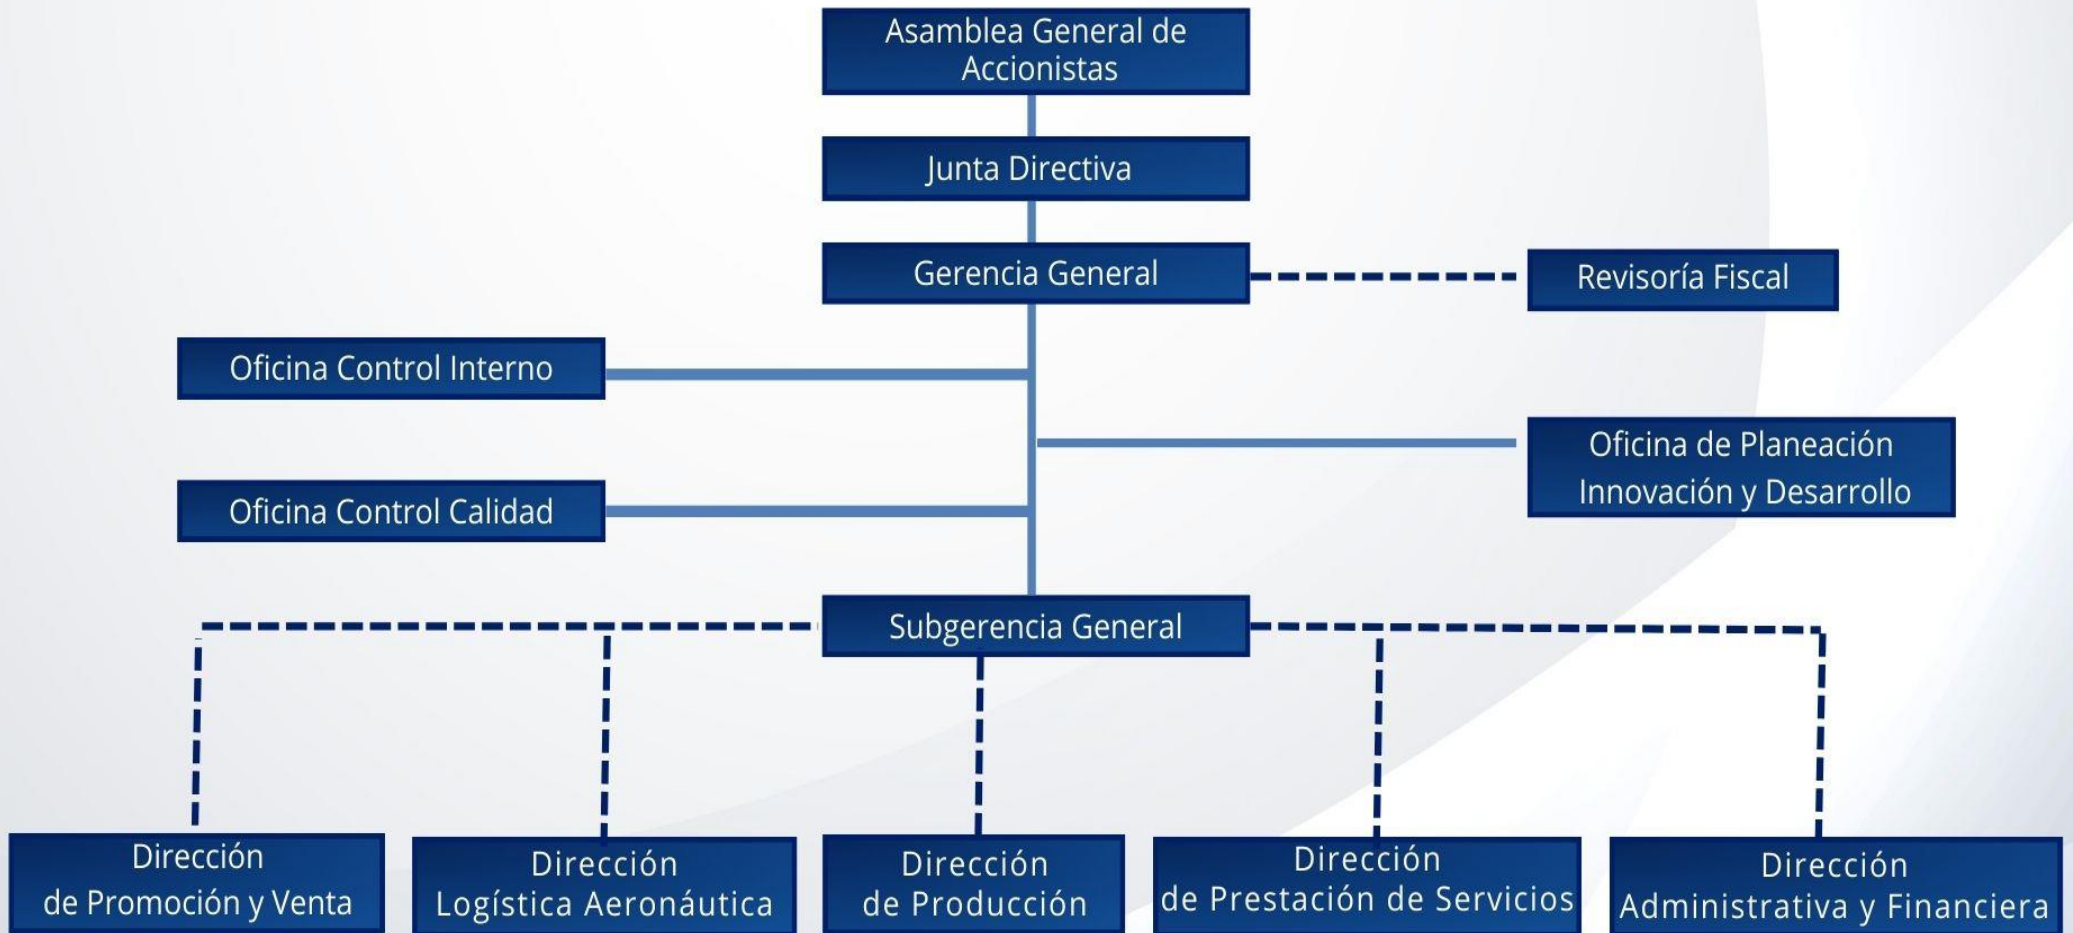 Asamblea General de
Accionistas
Junta Directiva
Gerencia General
Revisoría Fiscal
Oficina Control Interno
Oficina de Planeación
Innovación y Desarrollo
Oficina Control Calidad
Subgerencia General
Dirección
de Promoción y Venta
Dirección
Logística Aeronáutica
Dirección
de Producción
Dirección
de Prestación de Servicios
Dirección
Administrativa y Financiera